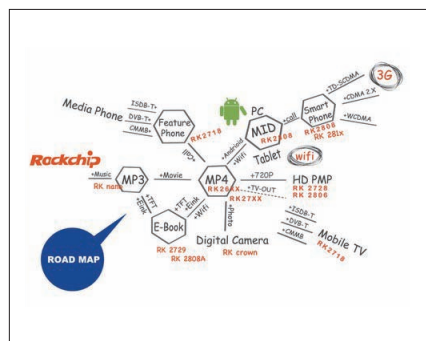 Media Phone
ISDB-T+
DVB-T+
CMMB+
Feature
Phone
RK2718
+Call
PC
MID
RK2808
Tablet
+Android
+Wifi
+call
Smart
Phone
RK2808
RK 281x
+TD-SCDMA
+CDMA 2.X
+WCDMA
3G
wifi
Rockchip
+Music
RK nano
MP3
+Movie
MP4
RK26XX
RK27XX
+720P
+TV-OUT
HD PMP
RK 2728
RK 2806
+TFT
+Eink
E-Book
+TFT
+Eink
+Wifi
RK 2729
RK 2808A
+Photo
Digital Camera
RK crown
+ISDB-T
+DVB-T
+CMMB
Mobile TV
RK2718
ROAD MAP